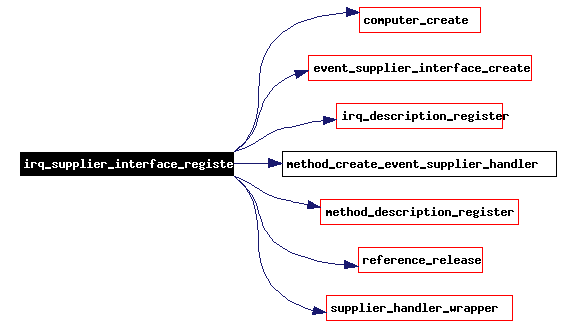 computer_create
event_supplier_interface_create
irq_description_register
irq_supplier_interface_registe
method_create_event_supplier_handler
method_description_register
reference_release
supplier_handler_wrapper